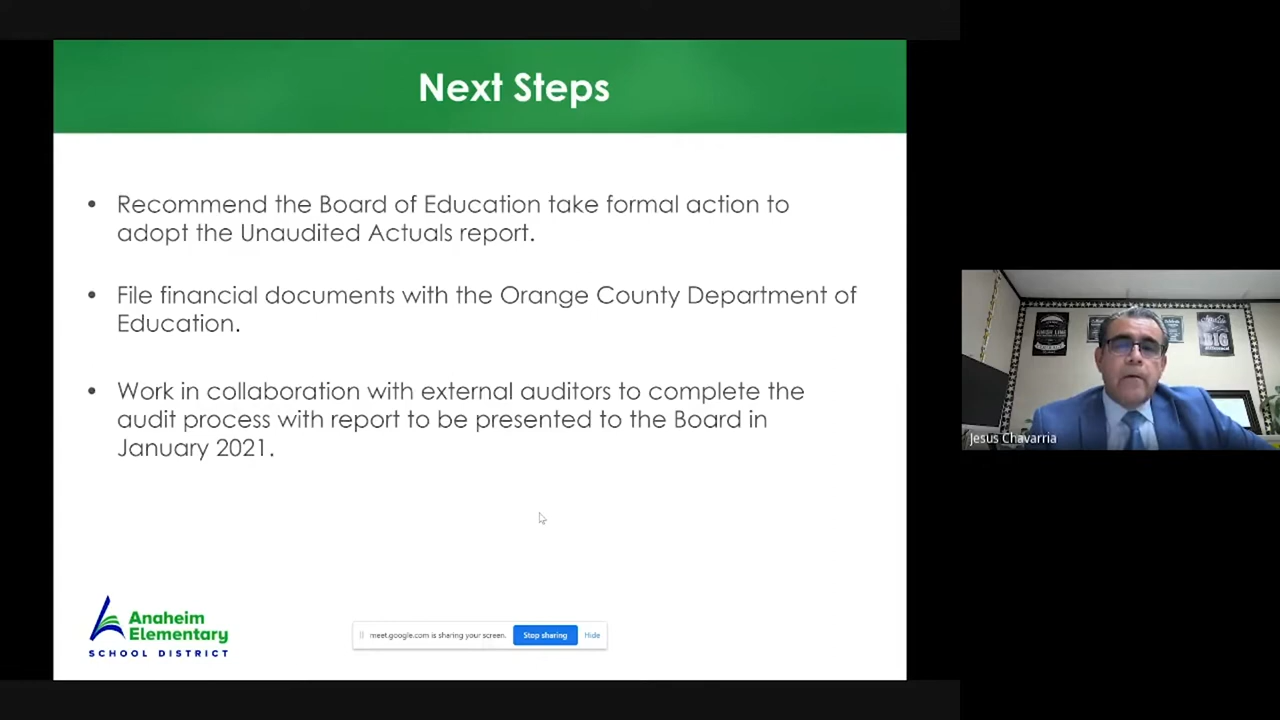 Next Steps
• Recommend the Board of Education take formal action to
adopt the Unaudited Actuals report.
• File financial documents with the Orange County Department of
Education.
• Work in collaboration with external auditors to complete the
audit process with report to be presented to the Board in
January 2021.
Anaheim
Elementary
SCHOOL DISTRICT
meet.google.com is sharing your screen.
Stop sharing
Hide
BIG
Jesus Chavarria